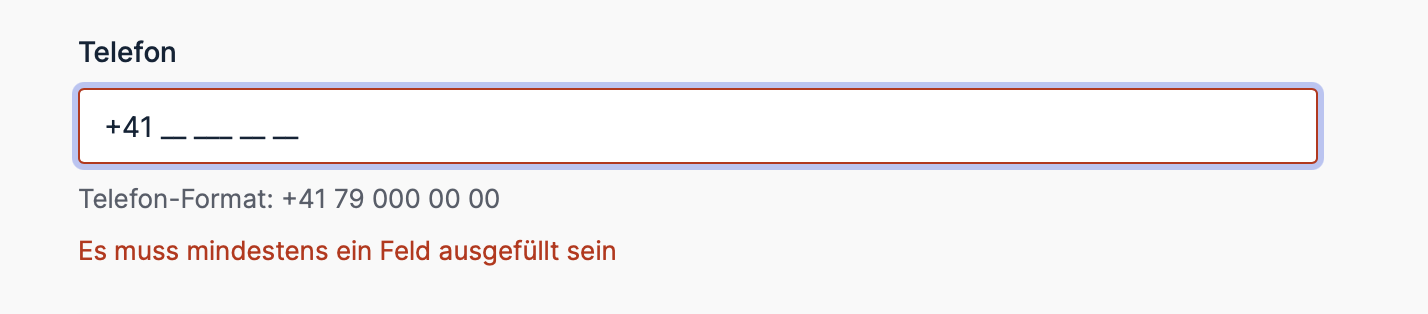 Telefon
+41 __ ___ __ __
Telefon-Format: +41 79 000 00 00
Es muss mindestens ein Feld ausgefüllt sein